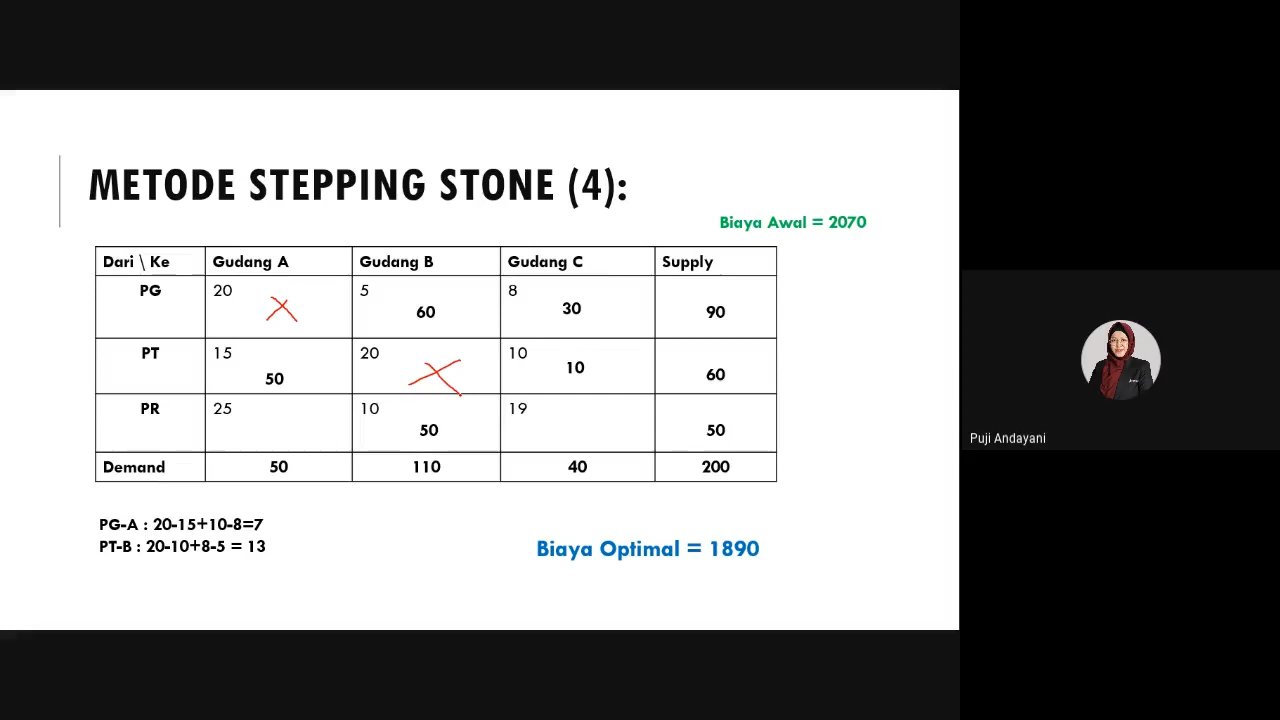 METODE STEPPING STONE (4):
Biaya Awal = 2070
Dari \ Ke Gudang A Gudang B Gudang C Supply
PG 20 5 60 8 30 90
PT 15 50 20 10 10 60
PR 25 10 50 19 50
Demand 50 110 40 200
PG-A : 20-15+10-8=7
PT-B : 20-10+8-5 = 13
Biaya Optimal = 1890
Puji Andayani